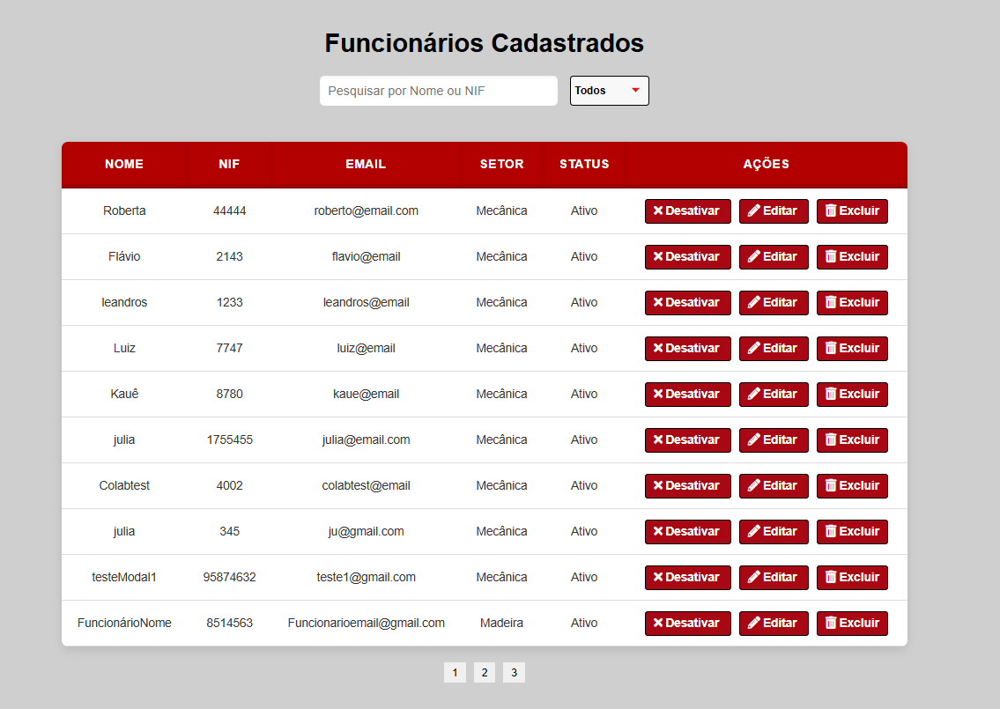 Funcionários Cadastrados
Pesquisar por Nome ou NIF Todos
NOME NIF EMAIL SETOR STATUS AÇÕES
Roberta 44444 roberto@email.com Mecânica Ativo Desativar Editar Excluir
Flávio 2143 flavio@email Mecânica Ativo Desativar Editar Excluir
leandros 1233 leandros@email Mecânica Ativo Desativar Editar Excluir
Luiz 7747 luiz@email Mecânica Ativo Desativar Editar Excluir
Kauê 8780 kaue@email Mecânica Ativo Desativar Editar Excluir
julia 1755455 julia@email.com Mecânica Ativo Desativar Editar Excluir
Colabtest 4002 colabtest@email Mecânica Ativo Desativar Editar Excluir
julia 345 ju@gmail.com Mecânica Ativo Desativar Editar Excluir
testeModal1 95874632 teste1@gmail.com Mecânica Ativo Desativar Editar Excluir
FuncionárioNome 8514563 Funcionarioemail@gmail.com Madeira Ativo Desativar Editar Excluir
1 2 3